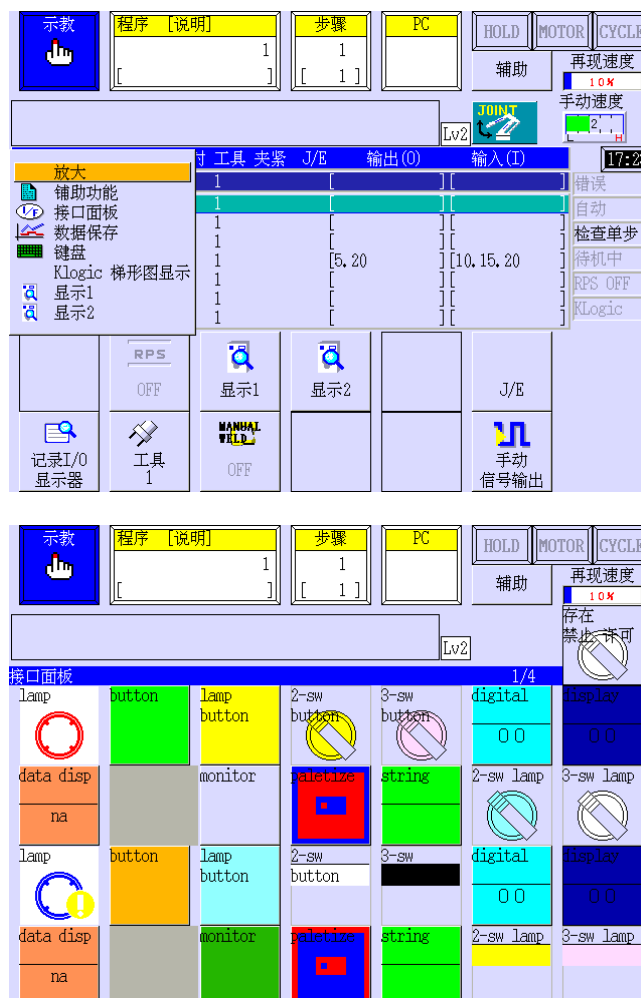 示教 程序 [说明] 步骤 PC HOLD MOTOR CYCLE
1 1
[ ] [ 1 ] 辅助 再现速度
10%
手动速度
Lv2 JOINT 2 L H
寸 工具 夹紧 J/E 输出(O) 输入(I) 17:2
放大 1 [ ] [ ] 错误
铺助功能 1 [ ] [ ] 自动
接口面板 1 [ ] [ ]
数据保存 1 [ ] [ ] 检查单步
键盘 1 [5,20 ] [10,15,20 ] 待机中
Klogic 梯形图显示 1 [ ] [ ] RPS OFF
显示1 1 [ ] [ ] KLogic
显示2 1 [ ] [ ]
RPS
OFF 显示1 显示2 J/E
MANUAL
WELD
记录I/O 工具 OFF 手动
显示器 1 信号输出
示教 程序 [说明] 步骤 PC HOLD MOTOR CYCLE
1 1
[ ] [ 1 ] 辅助 再现速度
10%
存在
Lv2 禁止 许可
接口面板 1/4
lamp button lamp 2-sw 3-sw digital display
button button button
00 00
data disp monitor paletize string 2-sw lamp 3-sw lamp
na
lamp button lamp 2-sw 3-sw digital display
button button
00 00
data disp monitor paletize string 2-sw lamp 3-sw lamp
na